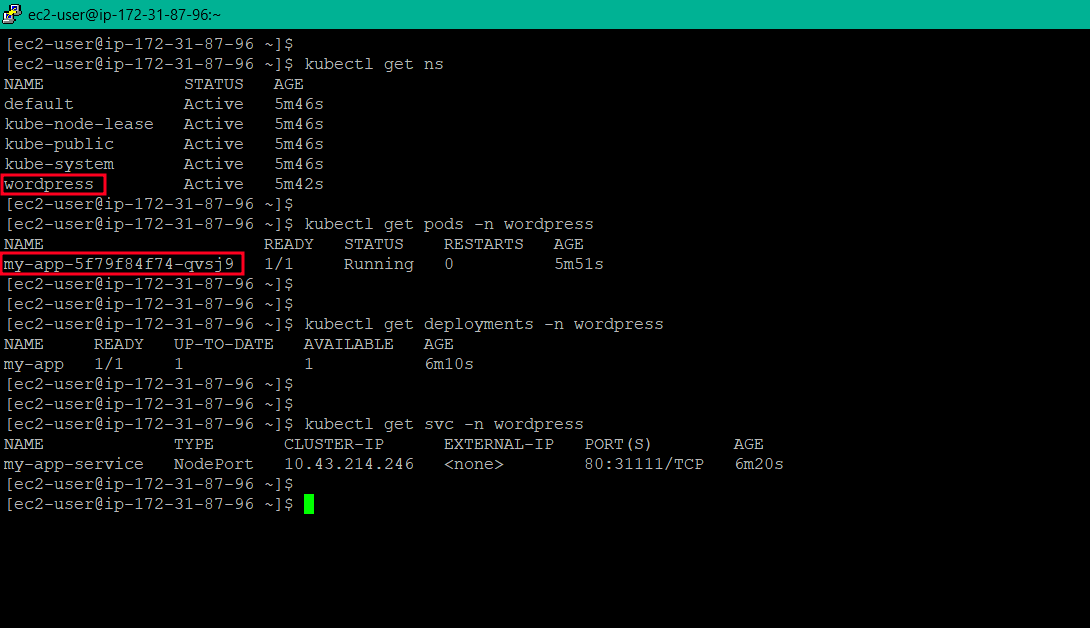 ec2-user@ip-172-31-87-96:~
[ec2-user@ip-172-31-87-96 ~]$
[ec2-user@ip-172-31-87-96 ~]$ kubectl get ns
NAME              STATUS   AGE
default           Active   5m46s
kube-node-lease   Active   5m46s
kube-public       Active   5m46s
kube-system       Active   5m46s
wordpress         Active   5m42s
[ec2-user@ip-172-31-87-96 ~]$
[ec2-user@ip-172-31-87-96 ~]$ kubectl get pods -n wordpress
NAME                      READY   STATUS    RESTARTS   AGE
my-app-5f79f84f74-qvsj9   1/1     Running   0          5m51s
[ec2-user@ip-172-31-87-96 ~]$
[ec2-user@ip-172-31-87-96 ~]$
[ec2-user@ip-172-31-87-96 ~]$ kubectl get deployments -n wordpress
NAME     READY   UP-TO-DATE   AVAILABLE   AGE
my-app   1/1     1            1           6m10s
[ec2-user@ip-172-31-87-96 ~]$
[ec2-user@ip-172-31-87-96 ~]$
[ec2-user@ip-172-31-87-96 ~]$ kubectl get svc -n wordpress
NAME             TYPE       CLUSTER-IP      EXTERNAL-IP   PORT(S)        AGE
my-app-service   NodePort   10.43.214.246   <none>        80:31111/TCP   6m20s
[ec2-user@ip-172-31-87-96 ~]$
[ec2-user@ip-172-31-87-96 ~]$